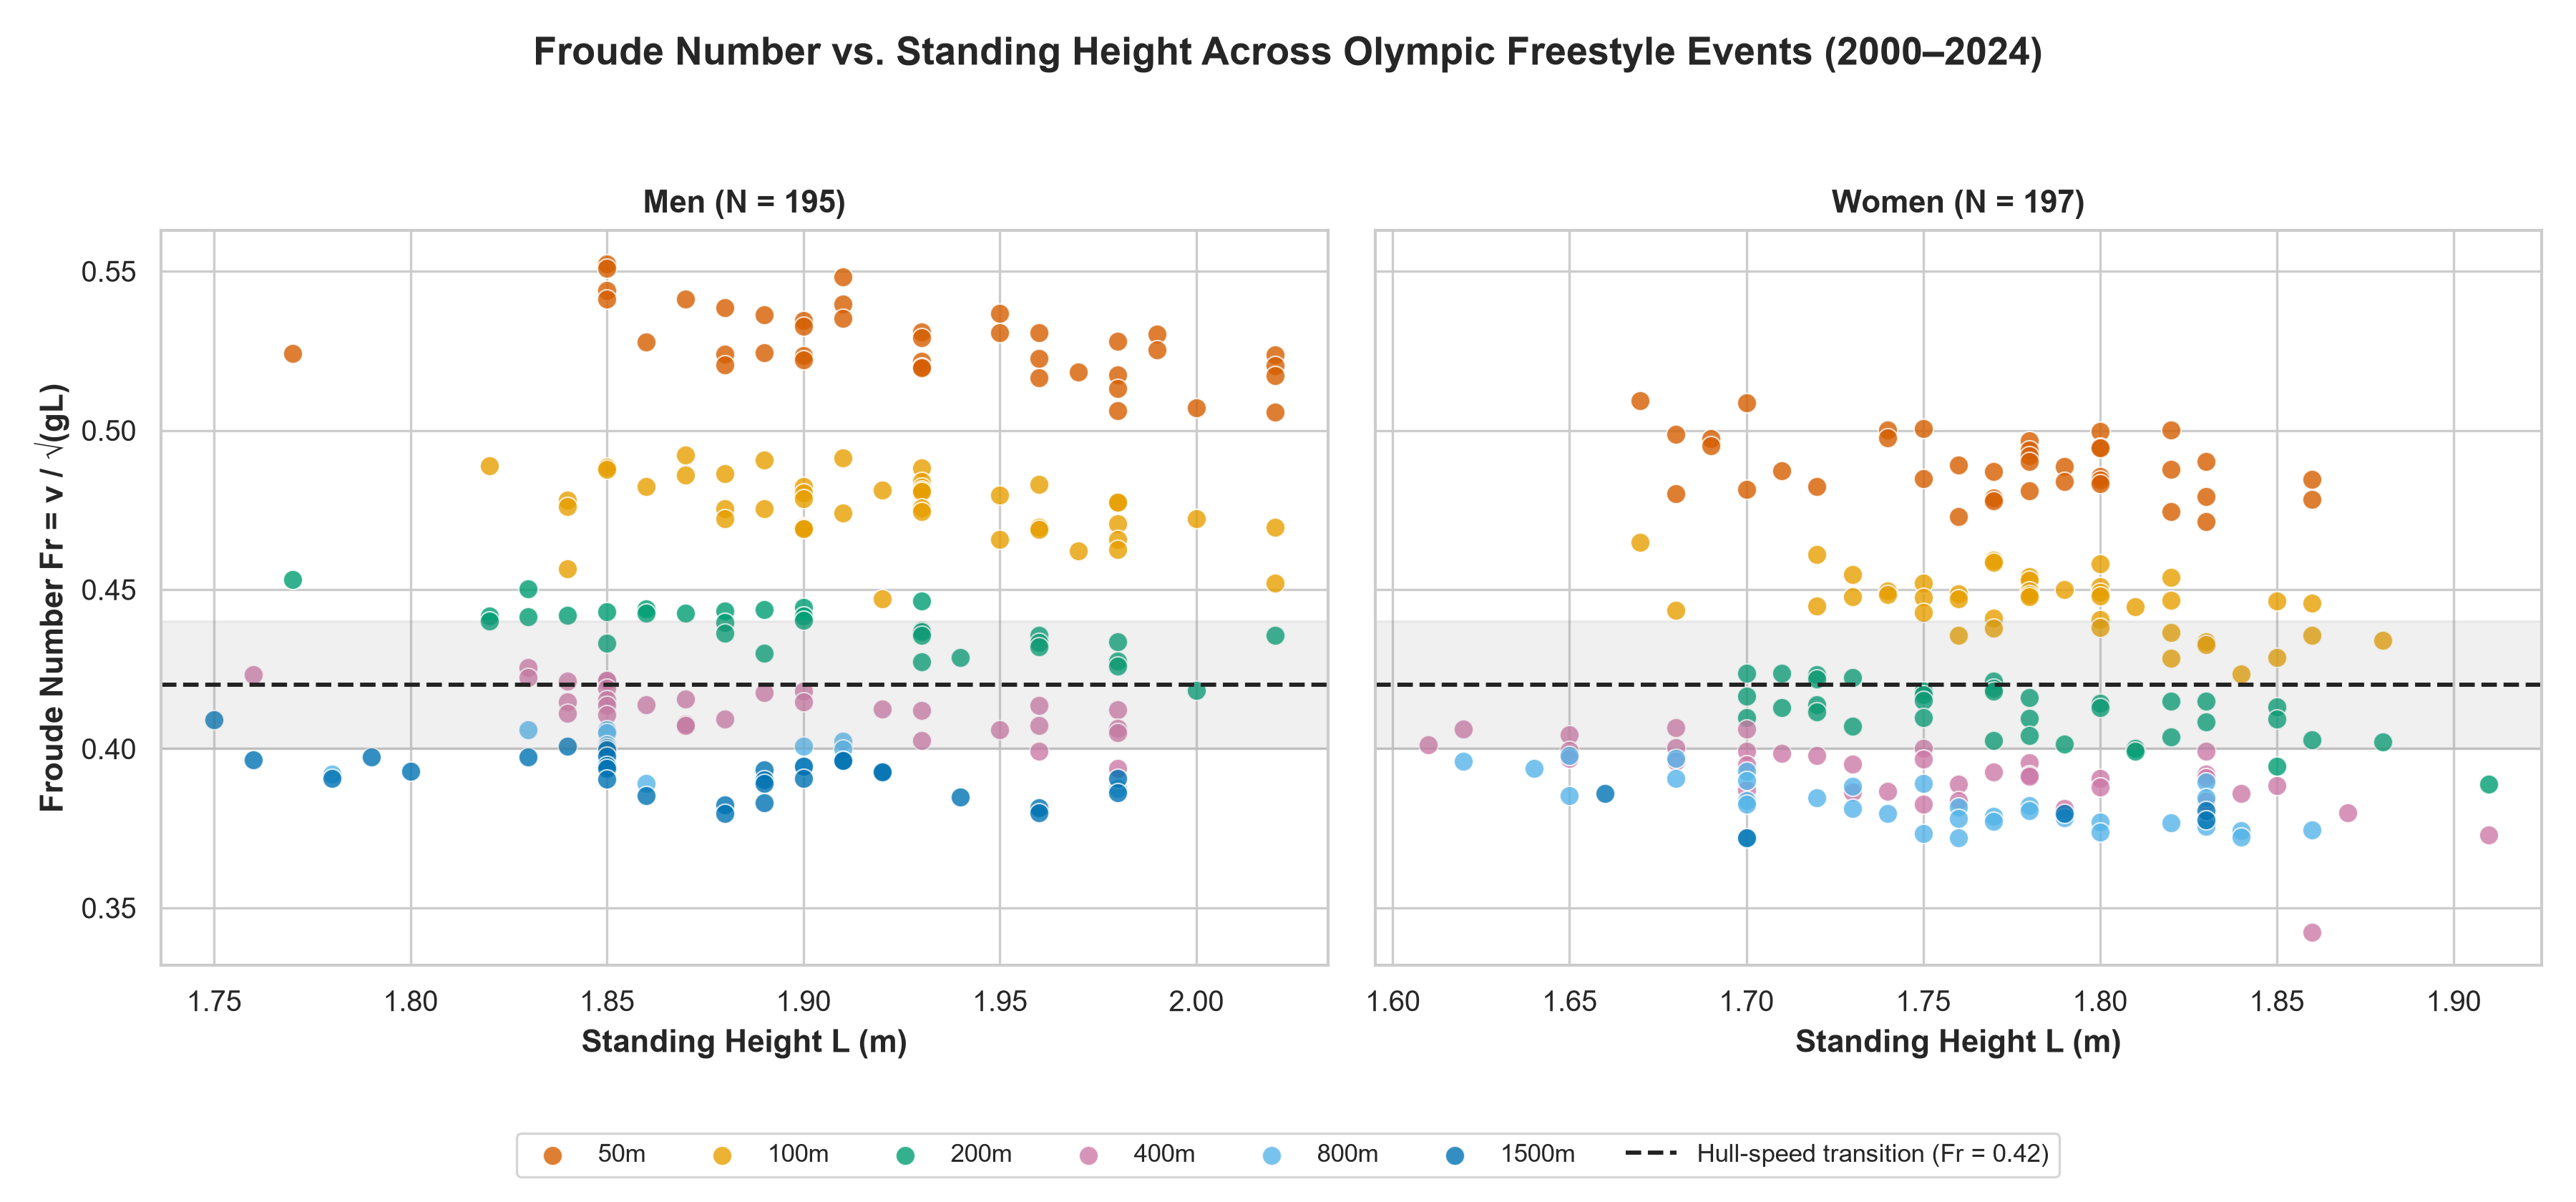 Froude Number vs. Standing Height Across Olympic Freestyle Events (2000–2024)
Men (N = 195)
Women (N = 197)
Froude Number Fr = v / √(gL)
0.55
0.50
0.45
0.40
0.35
1.75 1.80 1.85 1.90 1.95 2.00
1.60 1.65 1.70 1.75 1.80 1.85 1.90
Standing Height L (m)
Standing Height L (m)
50m 100m 200m 400m 800m 1500m Hull-speed transition (Fr = 0.42)